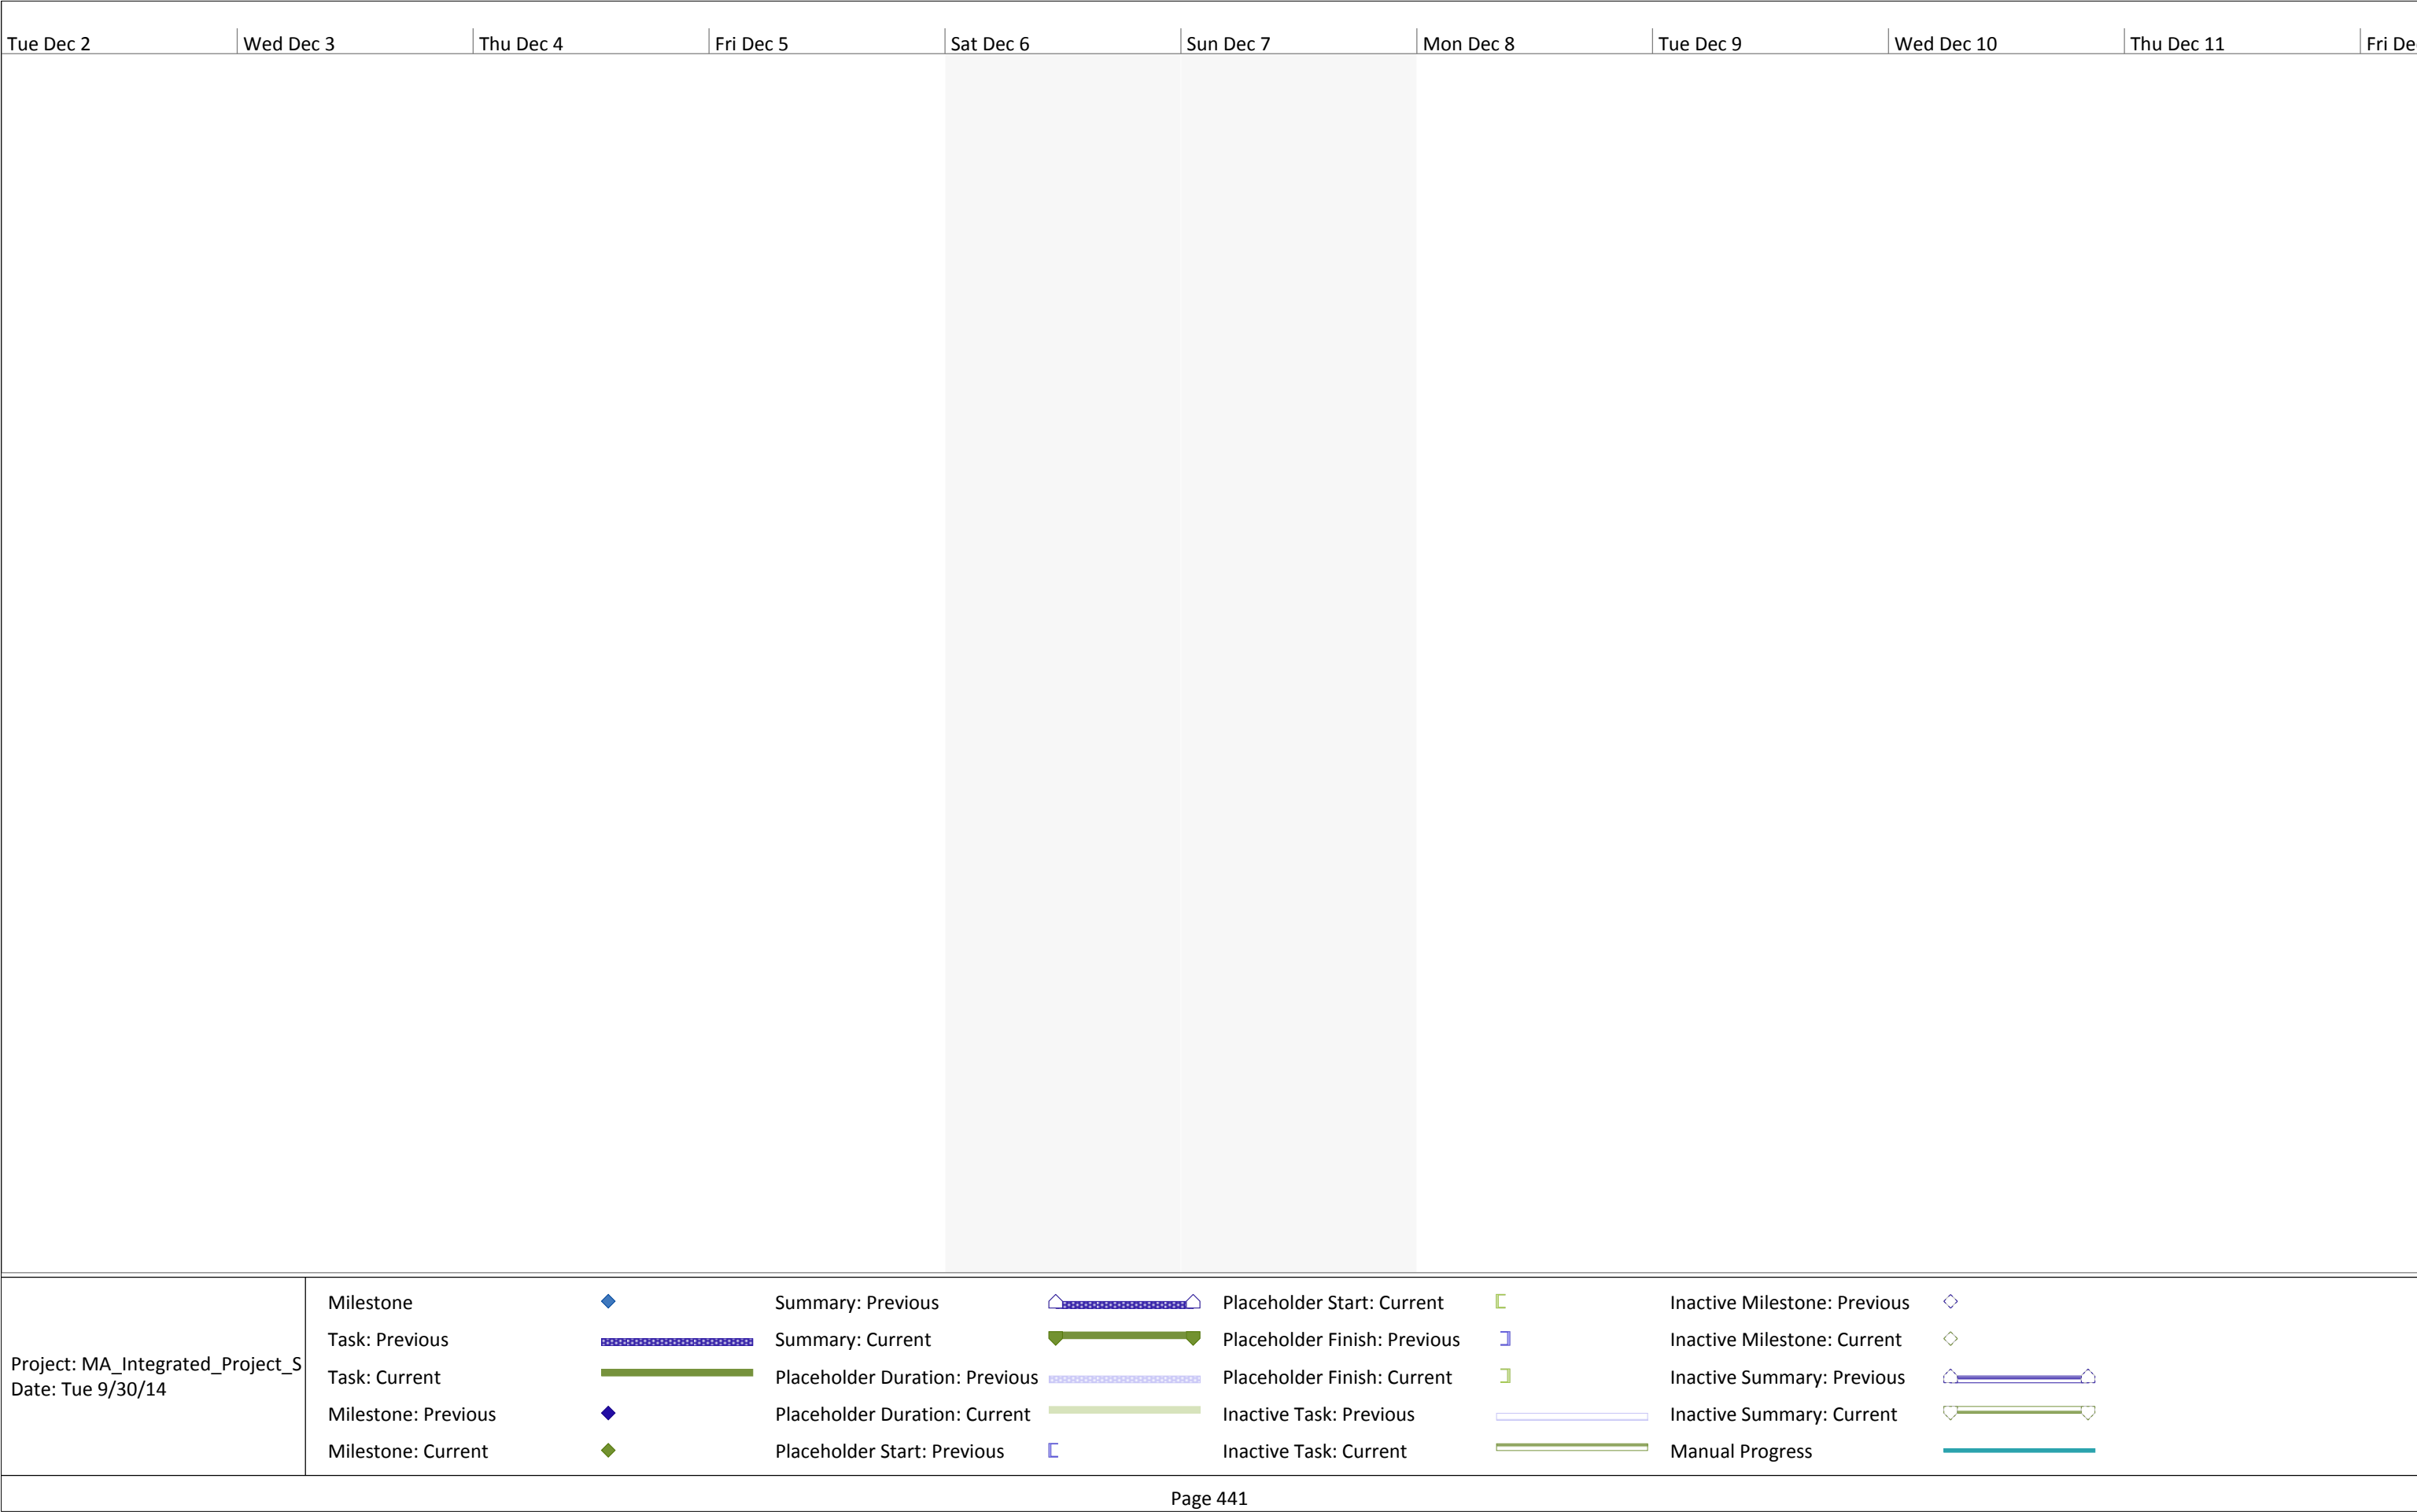 Tue Dec 2 Wed Dec 3 Thu Dec 4 Fri Dec 5 Sat Dec 6 Sun Dec 7 Mon Dec 8 Tue Dec 9 Wed Dec 10 Thu Dec 11 Fri De
Project: MA_Integrated_Project_S
Date: Tue 9/30/14
Milestone
Task: Previous
Task: Current
Milestone: Previous
Milestone: Current
Summary: Previous
Summary: Current
Placeholder Duration: Previous
Placeholder Duration: Current
Placeholder Start: Previous
Placeholder Start: Current
Placeholder Finish: Previous
Placeholder Finish: Current
Inactive Task: Previous
Inactive Task: Current
Inactive Milestone: Previous
Inactive Milestone: Current
Inactive Summary: Previous
Inactive Summary: Current
Manual Progress
Page 441